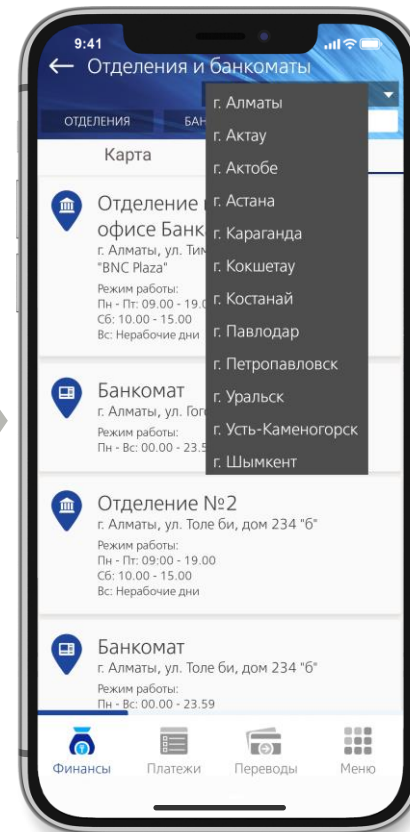 9:41
Отделения и банкоматы
ОТДЕЛЕНИЯ
Карта
г. Алматы
г. Актау
г. Актобе
г. Астана
г. Караганда
г. Кокшетау
г. Костанай
г. Павлодар
г. Петропавловск
г. Уральск
г. Усть-Каменогорск
г. Шымкент
Отделение
офисе Банк
г. Алматы, ул. Тим
"BNC Plaza"
Режим работы:
Пн - Пт: 09.00 - 19.0
Сб: 10.00 - 15.00
Вс: Нерабочие дни
Банкомат
г. Алматы, ул. Гог
Режим работы:
Пн - Вс: 00.00 - 23.5
Отделение №2
г. Алматы, ул. Толе би, дом 234 "б"
Режим работы:
Пн - Пт: 09:00 - 19.00
Сб: 10.00 - 15.00
Вс: Нерабочие дни
Банкомат
г. Алматы, ул. Толе би, дом 234 "б"
Режим работы:
Пн - Вс: 00.00 - 23.59
Финансы
Платежи
Переводы
Меню